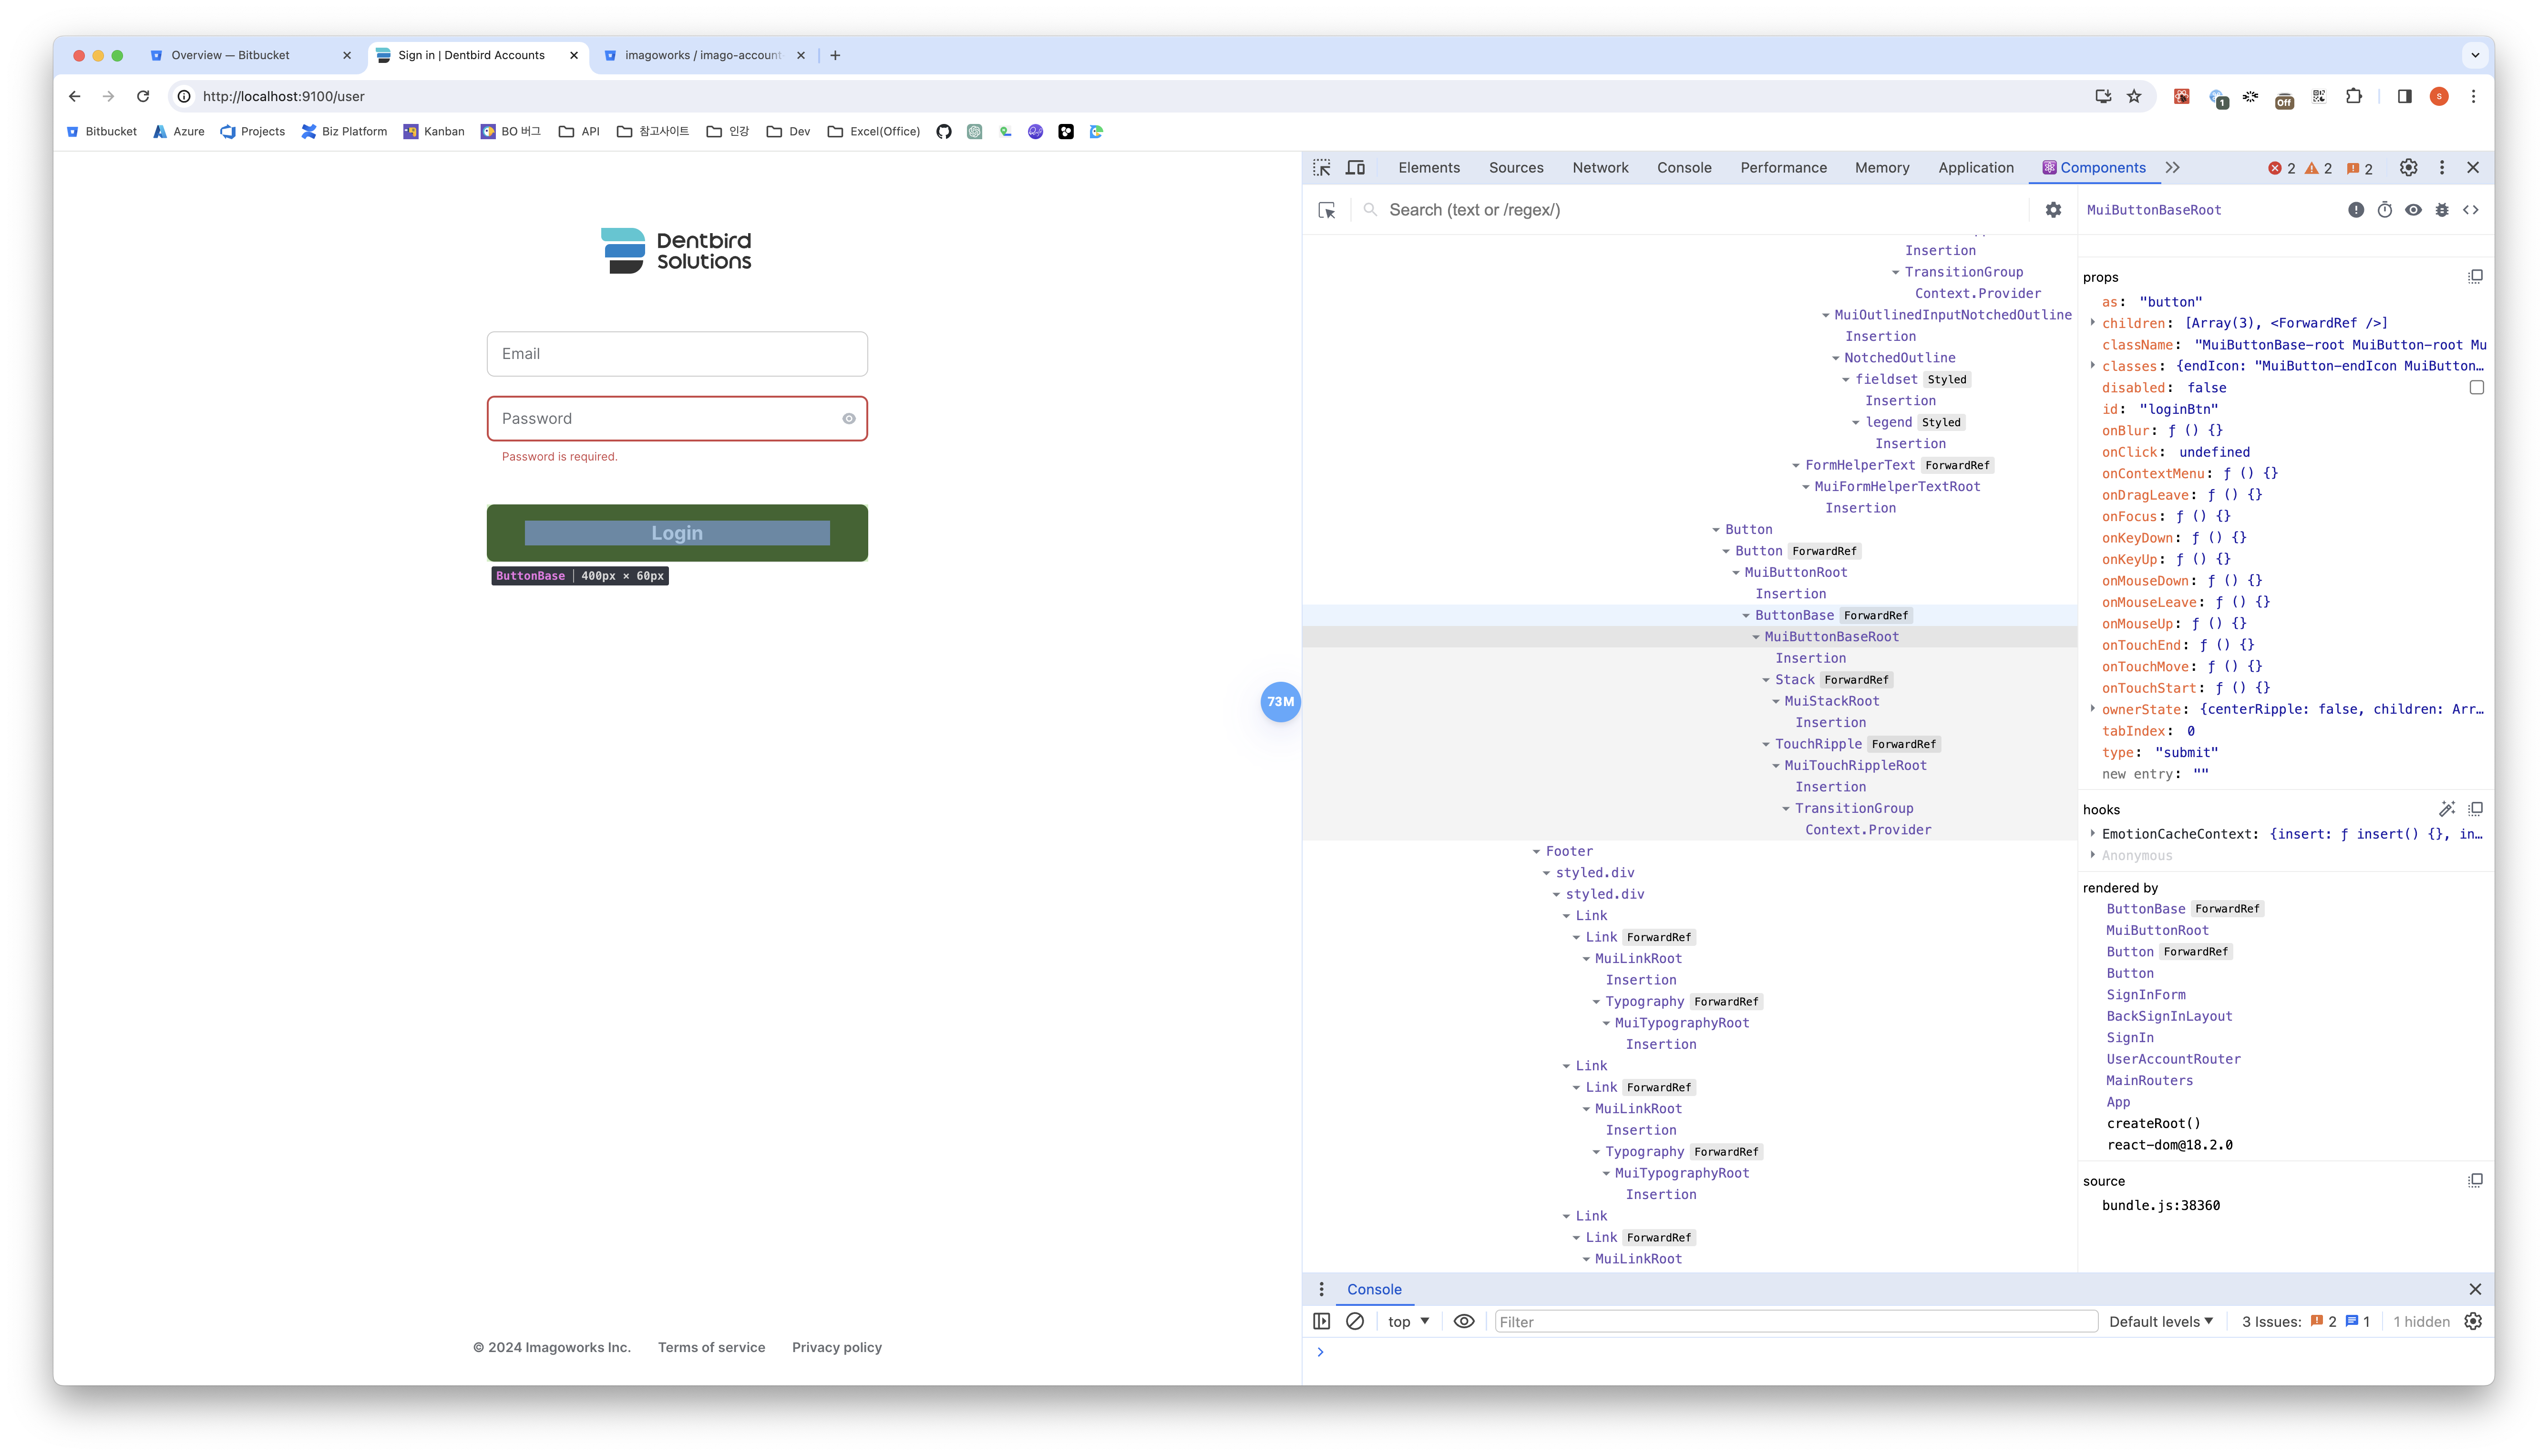 Overview — Bitbucket
Sign in | Dentbird Accounts
imagoworks / imago-account
http://localhost:9100/user
1
Off
S
Bitbucket
Azure
Projects
Biz Platform
Kanban
BO 버그
API
참고사이트
인강
Dev
Excel(Office)
Dentbird
Solutions
Email
Password
Password is required.
Login
ButtonBase | 400px × 60px
73M
© 2024 Imagoworks Inc.
Terms of service
Privacy policy
Elements
Sources
Network
Console
Performance
Memory
Application
Components
2
2
2
Search (text or /regex/)
Insertion
TransitionGroup
Context.Provider
MuiOutlinedInputNotchedOutline
Insertion
NotchedOutline
fieldset Styled
Insertion
legend Styled
Insertion
FormHelperText ForwardRef
MuiFormHelperTextRoot
Insertion
Button
Button ForwardRef
MuiButtonRoot
Insertion
ButtonBase ForwardRef
MuiButtonBaseRoot
Insertion
Stack ForwardRef
MuiStackRoot
Insertion
TouchRipple ForwardRef
MuiTouchRippleRoot
Insertion
TransitionGroup
Context.Provider
Footer
styled.div
styled.div
Link
Link ForwardRef
MuiLinkRoot
Insertion
Typography ForwardRef
MuiTypographyRoot
Insertion
Link
Link ForwardRef
MuiLinkRoot
Insertion
Typography ForwardRef
MuiTypographyRoot
Insertion
Link
Link ForwardRef
MuiLinkRoot
MuiButtonBaseRoot
props
as: "button"
children: [Array(3), <ForwardRef />]
className: "MuiButtonBase-root MuiButton-root Mu
classes: {endIcon: "MuiButton-endIcon MuiButton…
disabled: false
id: "loginBtn"
onBlur: ƒ () {}
onClick: undefined
onContextMenu: ƒ () {}
onDragLeave: ƒ () {}
onFocus: ƒ () {}
onKeyDown: ƒ () {}
onKeyUp: ƒ () {}
onMouseDown: ƒ () {}
onMouseLeave: ƒ () {}
onMouseUp: ƒ () {}
onTouchEnd: ƒ () {}
onTouchMove: ƒ () {}
onTouchStart: ƒ () {}
ownerState: {centerRipple: false, children: Arr…
tabIndex: 0
type: "submit"
new entry: ""
hooks
EmotionCacheContext: {insert: ƒ insert() {}, in…
Anonymous
rendered by
ButtonBase ForwardRef
MuiButtonRoot
Button ForwardRef
Button
SignInForm
BackSignInLayout
SignIn
UserAccountRouter
MainRouters
App
createRoot()
react-dom@18.2.0
source
bundle.js:38360
Console
top
Filter
Default levels
3 Issues: 2 1
1 hidden